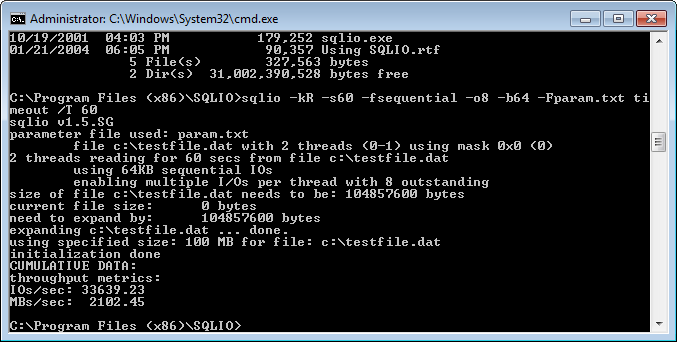 Administrator: C:\Windows\System32\cmd.exe
10/19/2001  04:03 PM           179,252 sqlio.exe
01/21/2004  06:05 PM            90,357 Using SQLIO.rtf
               5 File(s)        327,563 bytes
               2 Dir(s)  31,002,390,528 bytes free
C:\Program Files (x86)\SQLIO>sqlio -kR -s60 -fsequential -o8 -b64 -Fparam.txt ti
meout /T 60
sqlio v1.5.SG
parameter file used: param.txt
        file c:\testfile.dat with 2 threads (0-1) using mask 0x0 (0)
2 threads reading for 60 secs from file c:\testfile.dat
        using 64KB sequential IOs
        enabling multiple I/Os per thread with 8 outstanding
size of file c:\testfile.dat needs to be: 104857600 bytes
current file size:      0 bytes
need to expand by:      104857600 bytes
expanding c:\testfile.dat ... done.
using specified size: 100 MB for file: c:\testfile.dat
initialization done
CUMULATIVE DATA:
throughput metrics:
IOs/sec: 33639.23
MBs/sec:  2102.45
C:\Program Files (x86)\SQLIO>